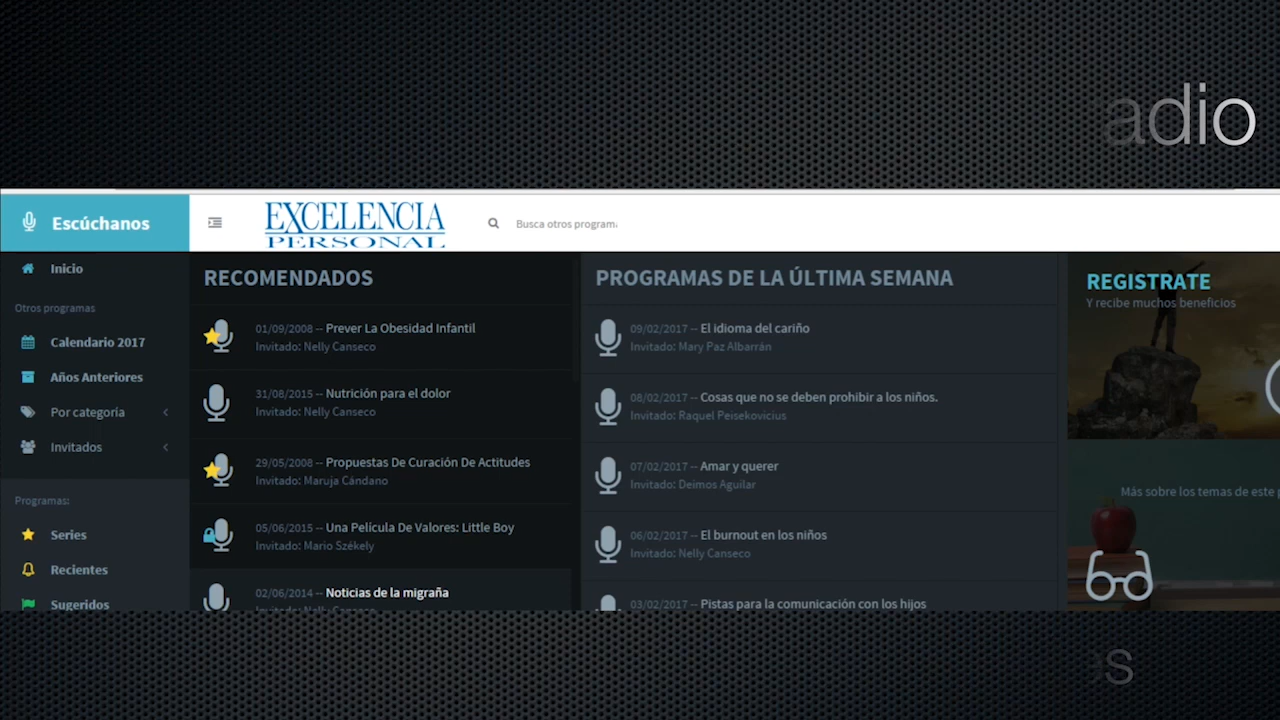 adio
Escúchanos
EXCELENCIA
PERSONAL
Busca otros program
Inicio
Otros programas
Calendario 2017
Años Anteriores
Por categoría
Invitados
Programas:
Series
Recientes
Sugeridos
RECOMENDADOS
01/09/2008 -- Prever La Obesidad Infantil
Invitado: Nelly Canseco
31/08/2015 -- Nutrición para el dolor
Invitado: Nelly Canseco
29/05/2008 -- Propuestas De Curación De Actitudes
Invitado: Maruja Cándano
05/06/2015 -- Una Película De Valores: Little Boy
Invitado: Mario Székely
02/06/2014 -- Noticias de la migraña
Invitado: Nelly Canseco
PROGRAMAS DE LA ÚLTIMA SEMANA
09/02/2017 -- El idioma del cariño
Invitado: Mary Paz Albarrán
08/02/2017 -- Cosas que no se deben prohibir a los niños.
Invitado: Raquel Peisekovicius
07/02/2017 -- Amar y querer
Invitado: Deimos Aguilar
06/02/2017 -- El burnout en los niños
Invitado: Nelly Canseco
03/02/2017 -- Pistas para la comunicación con los hijos
REGISTRATE
Y recibe muchos beneficios
Más sobre los temas de este
s